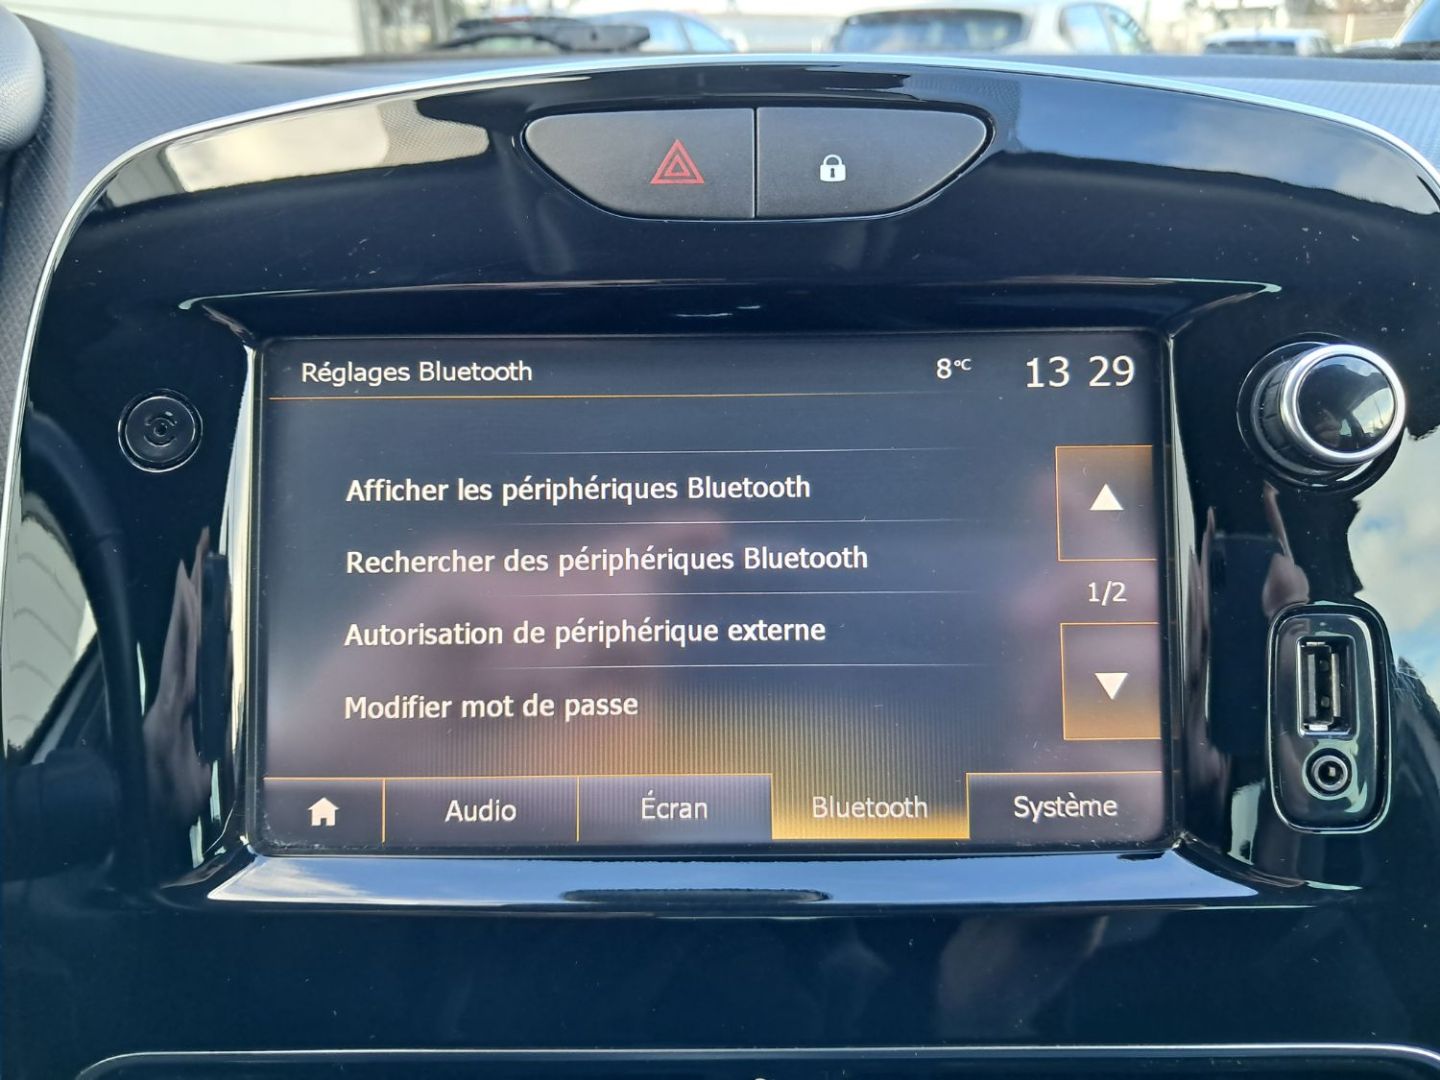 Réglages Bluetooth 8°C 13 29
Afficher les périphériques Bluetooth
Rechercher des périphériques Bluetooth
1/2
Autorisation de périphérique externe
Modifier mot de passe
Audio Écran Bluetooth Système